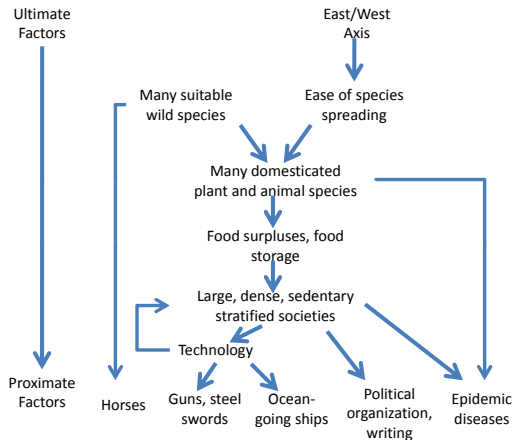 Ultimate
Factors
East/West
Axis
Many suitable
wild species
Ease of species
spreading
Many domesticated
plant and animal species
Food surpluses, food
storage
Large, dense, sedentary
stratified societies
Technology
Proximate
Factors
Horses
Guns, steel
swords
Ocean-
going ships
Political
organization,
writing
Epidemic
diseases